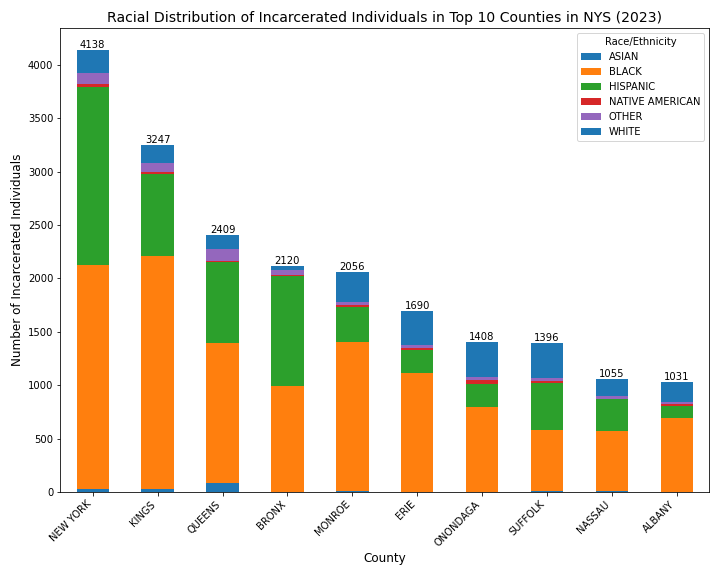 Racial Distribution of Incarcerated Individuals in Top 10 Counties in NYS (2023)
Number of Incarcerated Individuals
4000
3500
3000
2500
2000
1500
1000
500
0
4138
3247
2409
2120
2056
1690
1408
1396
1055
1031
Race/Ethnicity
ASIAN
BLACK
HISPANIC
NATIVE AMERICAN
OTHER
WHITE
NEW YORK
KINGS
QUEENS
BRONX
MONROE
ERIE
ONONDAGA
SUFFOLK
NASSAU
ALBANY
County